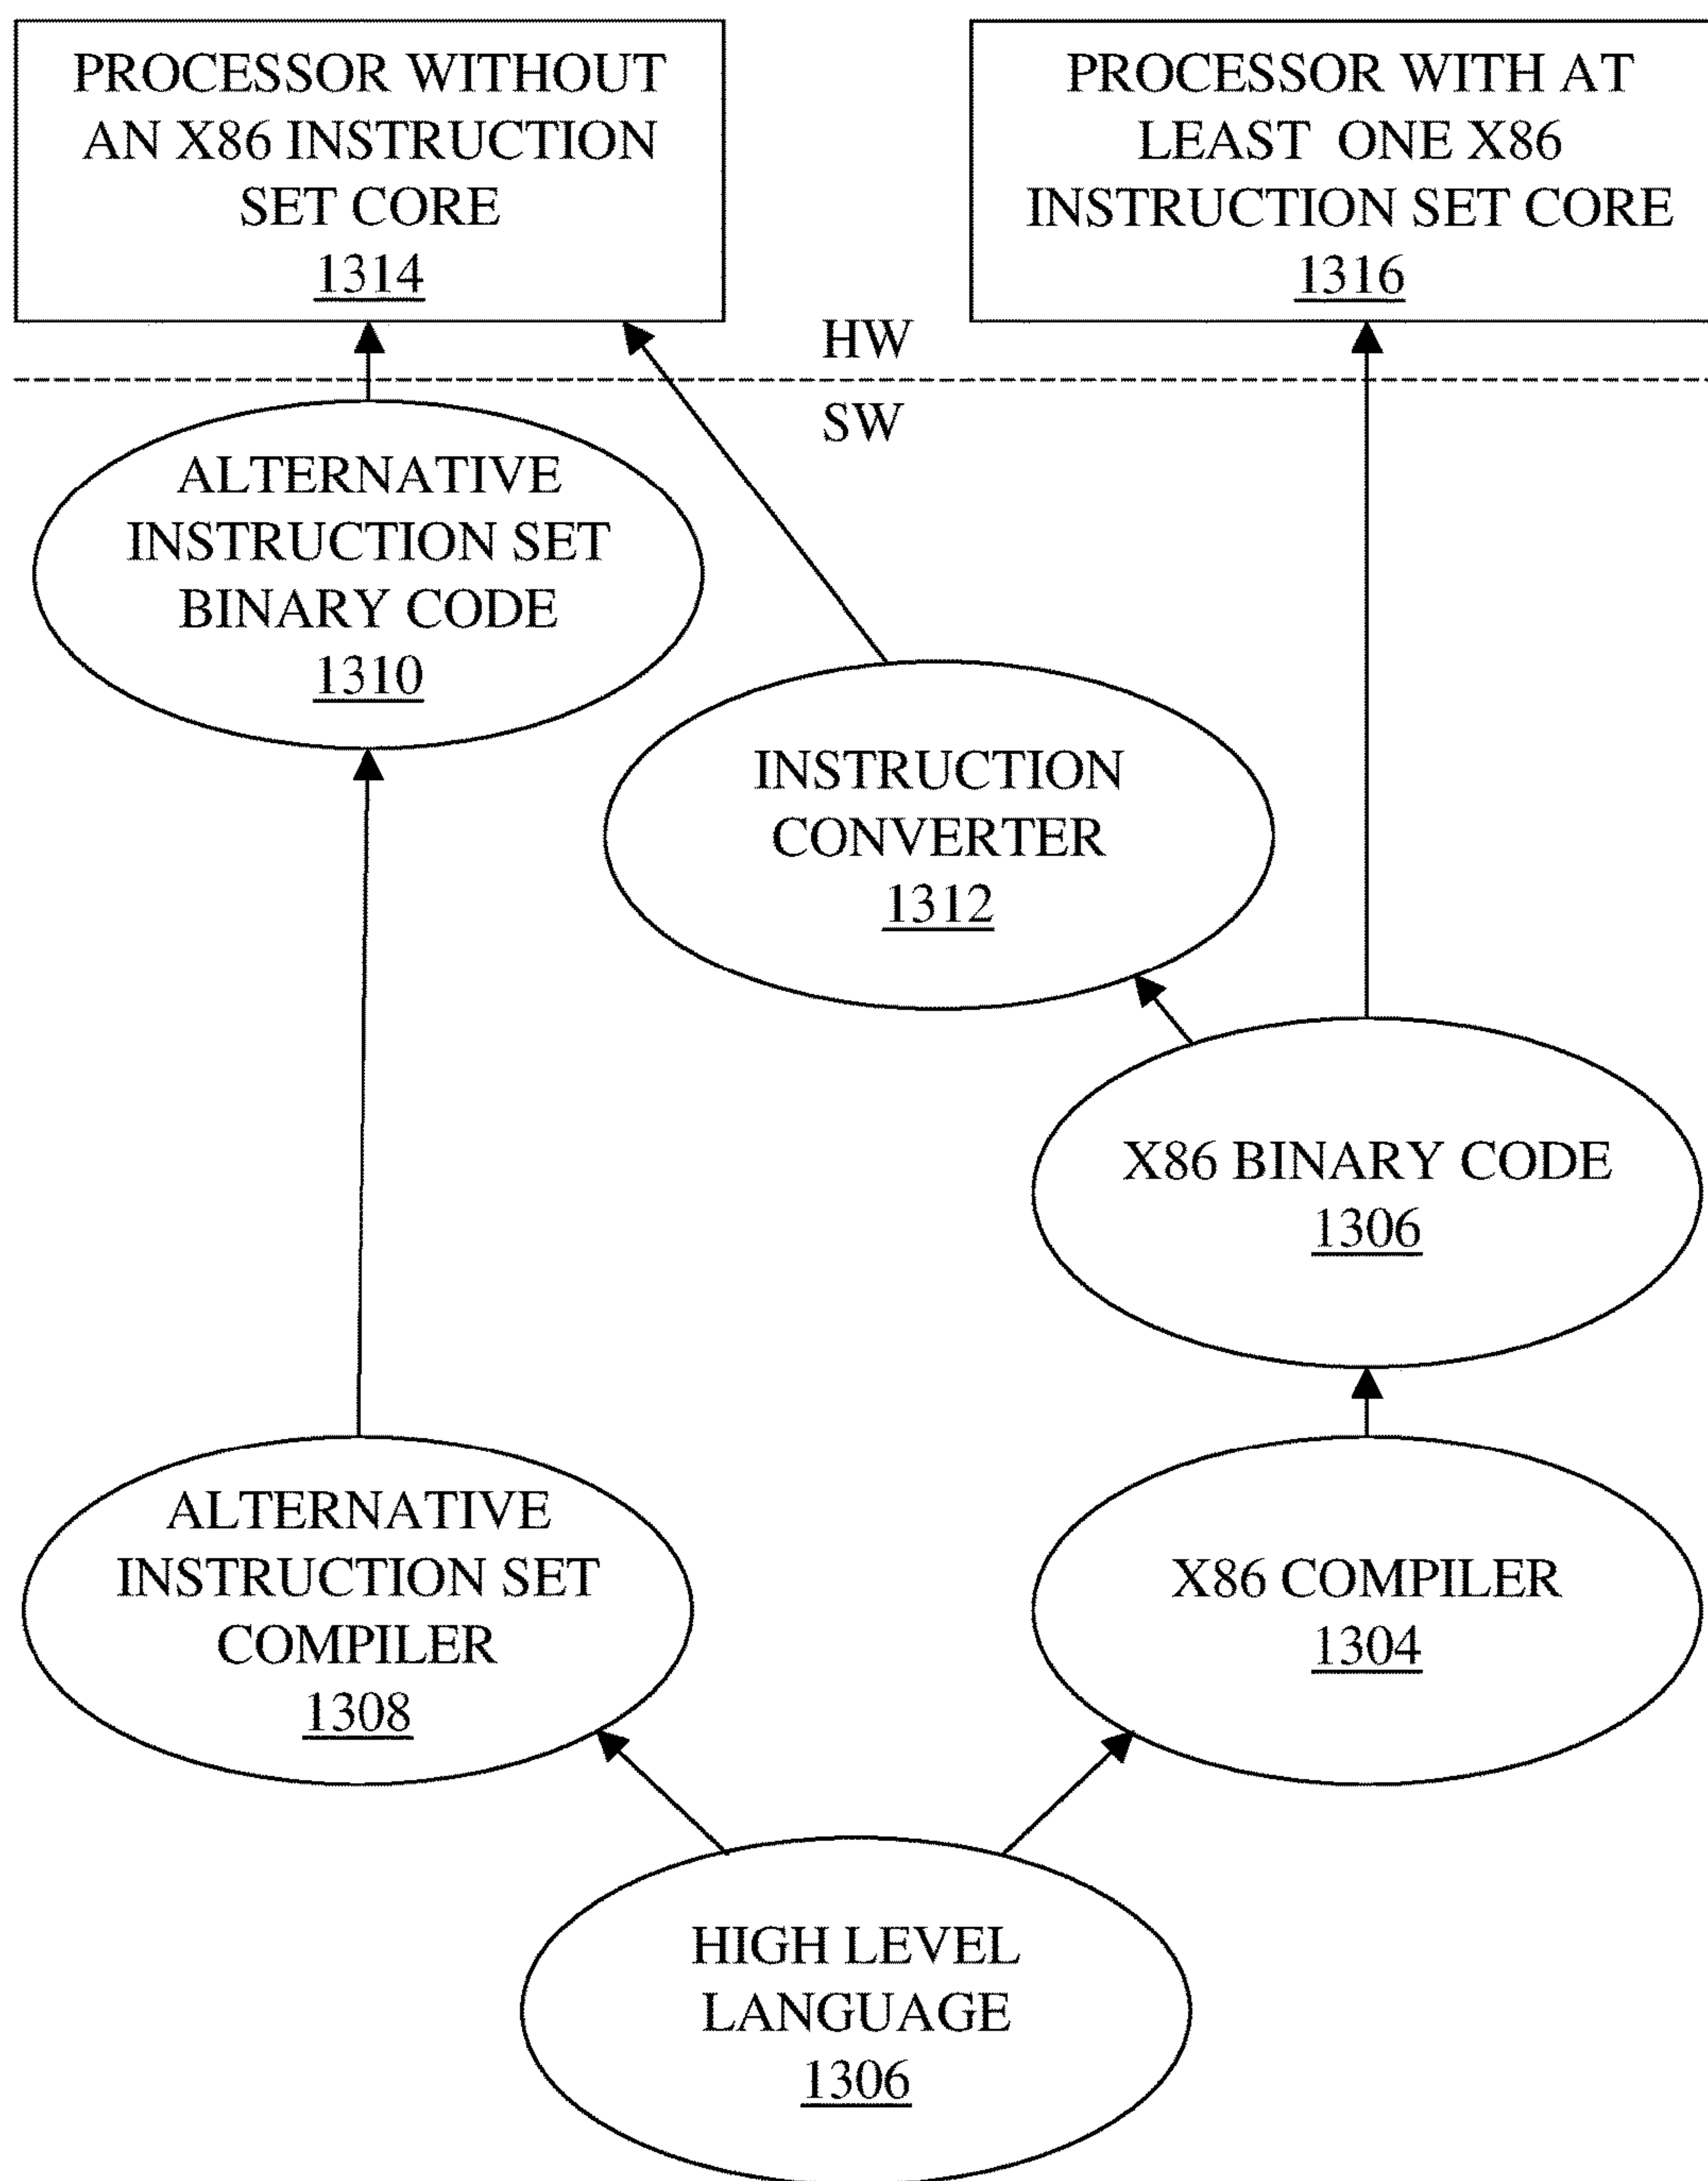 PROCESSOR WITHOUT
AN X86 INSTRUCTION
SET CORE
1314
PROCESSOR WITH AT
LEAST ONE X86
INSTRUCTION SET CORE
1316
HW
SW
ALTERNATIVE
INSTRUCTION SET
BINARY CODE
1310
INSTRUCTION
CONVERTER
1312
X86 BINARY CODE
1306
ALTERNATIVE
INSTRUCTION SET
COMPILER
1308
X86 COMPILER
1304
HIGH LEVEL
LANGUAGE
1306